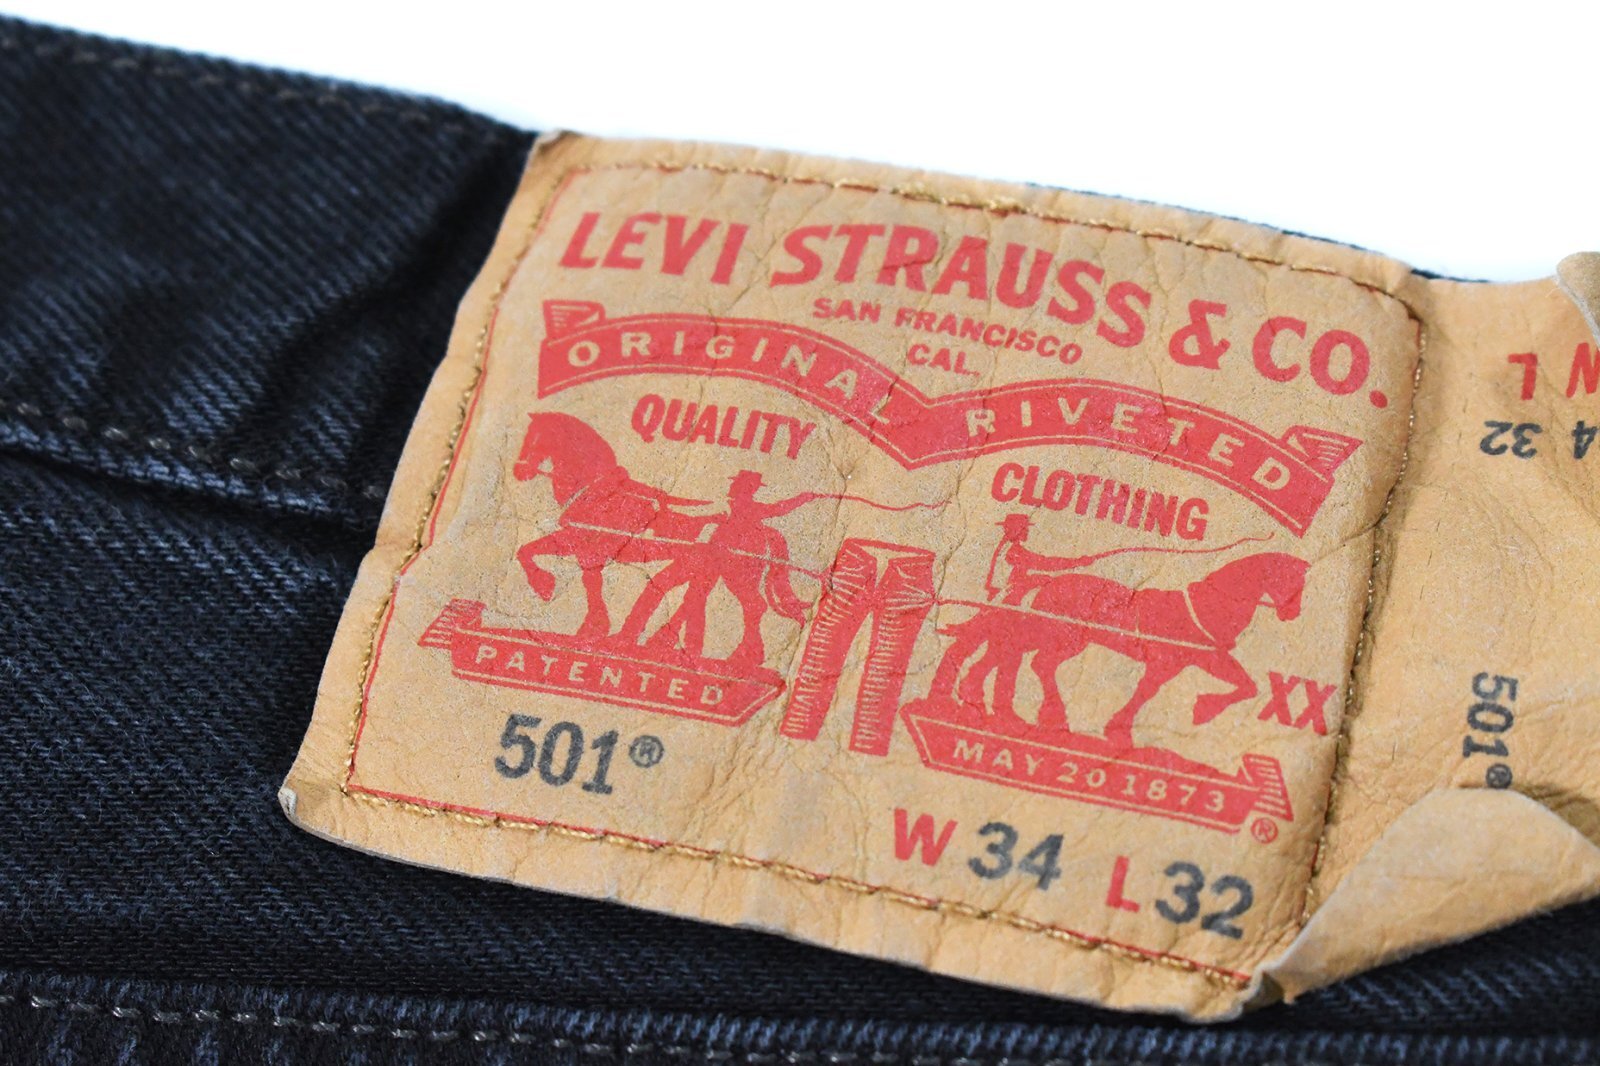 LEVI STRAUSS & CO.
SAN FRANCISCO
CAL.
ORIGINAL RIVETED
QUALITY CLOTHING
XX
PATENTED
MAY 20 1873
®
501®
W 34 L 32
L
32
501®